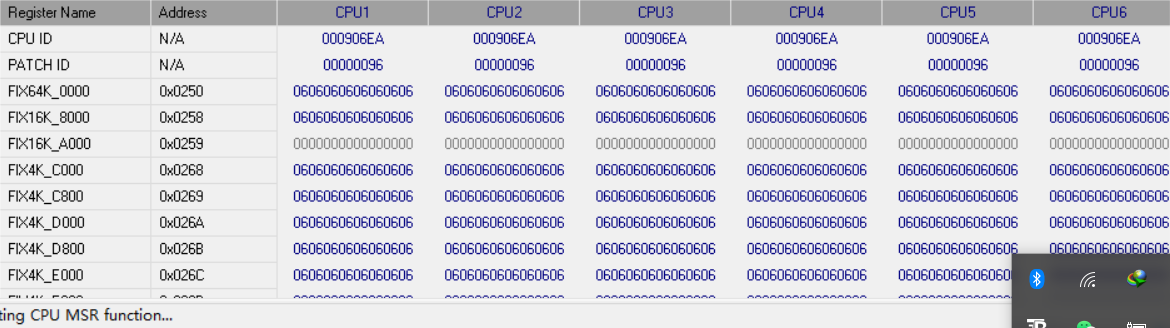 Register Name Address CPU1 CPU2 CPU3 CPU4 CPU5 CPU6
CPU ID N/A 000906EA 000906EA 000906EA 000906EA 000906EA 000906EA
PATCH ID N/A 00000096 00000096 00000096 00000096 00000096 00000096
FIX64K_0000 0x0250 0606060606060606 0606060606060606 0606060606060606 0606060606060606 0606060606060606 0606060606060606
FIX16K_8000 0x0258 0606060606060606 0606060606060606 0606060606060606 0606060606060606 0606060606060606 0606060606060606
FIX16K_A000 0x0259 0000000000000000 0000000000000000 0000000000000000 0000000000000000 0000000000000000 0000000000000000
FIX4K_C000 0x0268 0606060606060606 0606060606060606 0606060606060606 0606060606060606 0606060606060606 0606060606060606
FIX4K_C800 0x0269 0606060606060606 0606060606060606 0606060606060606 0606060606060606 0606060606060606 0606060606060606
FIX4K_D000 0x026A 0606060606060606 0606060606060606 0606060606060606 0606060606060606 0606060606060606 0606060606060606
FIX4K_D800 0x026B 0606060606060606 0606060606060606 0606060606060606 0606060606060606 0606060606060606 0606060606060606
FIX4K_E000 0x026C 0606060606060606 0606060606060606 0606060606060606 0606060606060606
ting CPU MSR function...